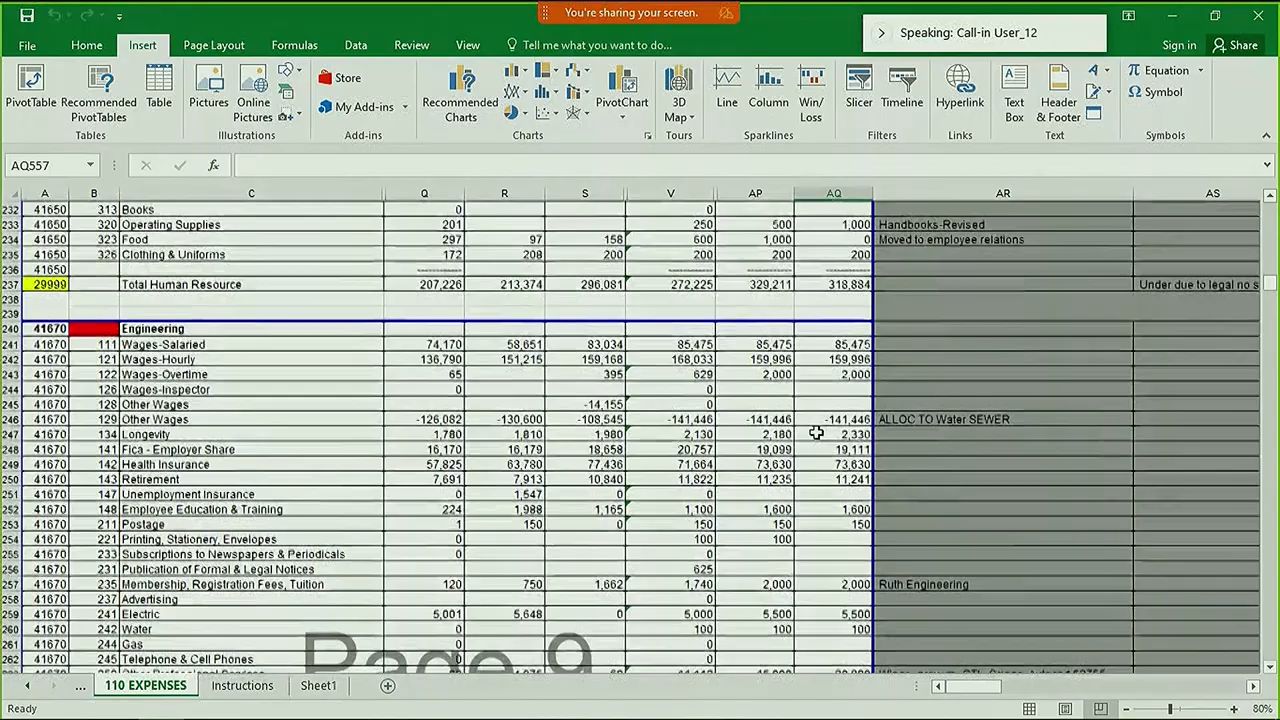 You're sharing your screen.
Speaking: Call-in User_12
File Home Insert Page Layout Formulas Data Review View Tell me what you want to do... Sign in Share
PivotTable Recommended PivotTables Table Pictures Online Pictures Store My Add-ins Recommended Charts PivotChart 3D Map Line Column Win/Loss Slicer Timeline Hyperlink Text Box Header & Footer Equation Symbol
Tables Illustrations Add-ins Charts Tours Sparklines Filters Links Text Symbols
AQ557 fx
A B C Q R S V AP AQ AR AS
232 41650 313 Books 0 0
233 41650 320 Operating Supplies 201 250 500 1,000 Handbooks-Revised
234 41650 323 Food 297 97 158 600 1,000 0 Moved to employee relations
235 41650 326 Clothing & Uniforms 172 208 200 200 200 200
236 41650
237 29999 Total Human Resource 207,226 213,374 296,081 272,225 329,211 318,884 Under due to legal no s
238
239
240 41670 Engineering
241 41670 111 Wages-Salaried 74,170 58,651 83,034 85,475 85,475 85,475
242 41670 121 Wages-Hourly 136,790 151,215 159,168 168,033 159,996 159,996
243 41670 122 Wages-Overtime 65 395 629 2,000 2,000
244 41670 126 Wages-Inspector 0 0
245 41670 128 Other Wages -14,155 0
246 41670 129 Other Wages -126,082 -130,600 -108,545 -141,446 -141,446 -141,446 ALLOC TO Water SEWER
247 41670 134 Longevity 1,780 1,810 1,980 2,130 2,180 2,330
248 41670 141 Fica - Employer Share 16,170 16,179 18,658 20,757 19,099 19,111
249 41670 142 Health Insurance 57,825 63,780 77,436 71,664 73,630 73,630
250 41670 143 Retirement 7,691 7,913 10,840 11,822 11,235 11,241
251 41670 147 Unemployment Insurance 0 1,547 0 0
252 41670 148 Employee Education & Training 224 1,988 1,165 1,100 1,600 1,600
253 41670 211 Postage 1 150 0 150 150 150
254 41670 221 Printing, Stationery, Envelopes 0 100 100
255 41670 233 Subscriptions to Newspapers & Periodicals 0 0
256 41670 231 Publication of Formal & Legal Notices 625
257 41670 235 Membership, Registration Fees, Tuition 120 750 1,662 1,740 2,000 2,000 Ruth Engineering
258 41670 237 Advertising 0
259 41670 241 Electric 5,001 5,648 0 5,000 5,500 5,500
260 41670 242 Water 0 100 100 100
261 41670 244 Gas 0 0
262 41670 245 Telephone & Cell Phones 0 0
Page 9
... 110 EXPENSES Instructions Sheet1
Ready 80%